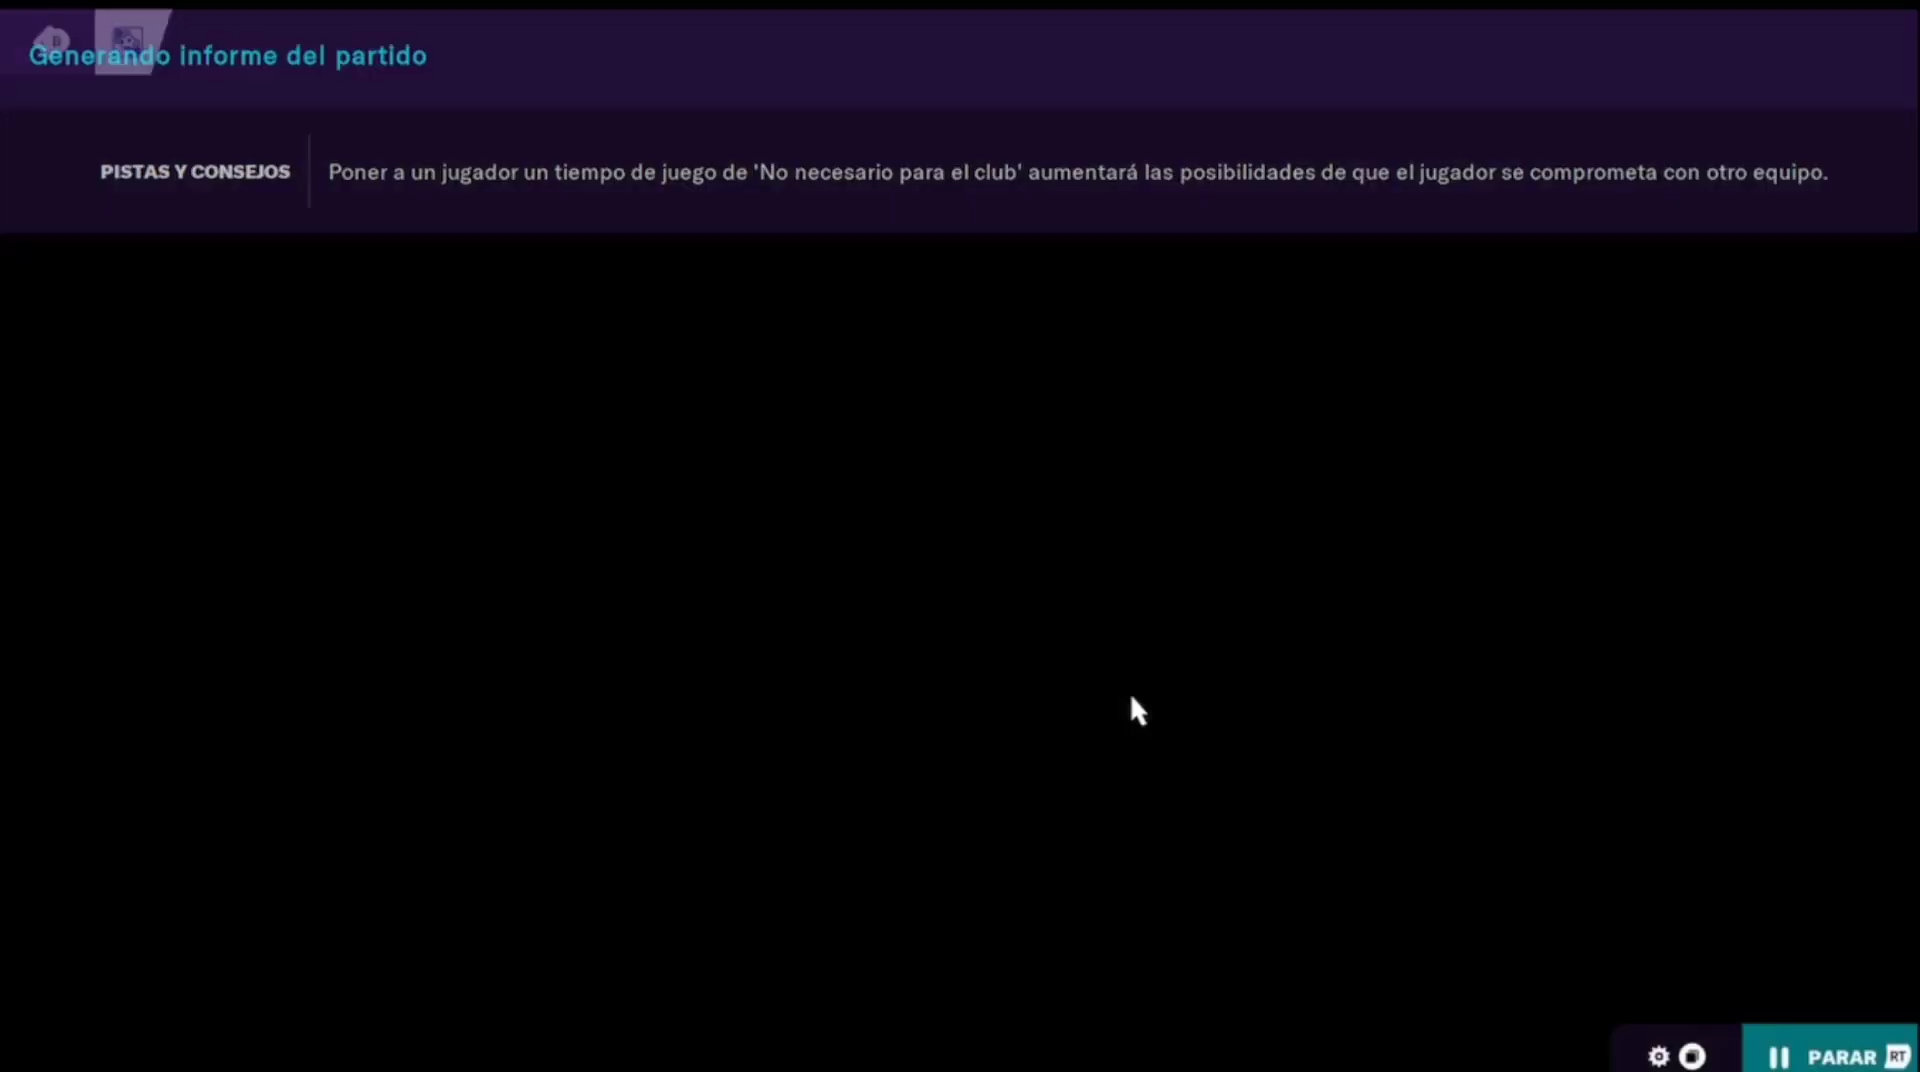 Generando informe del partido
PISTAS Y CONSEJOS
Poner a un jugador un tiempo de juego de 'No necesario para el club' aumentará las posibilidades de que el jugador se comprometa con otro equipo.
PARAR RT